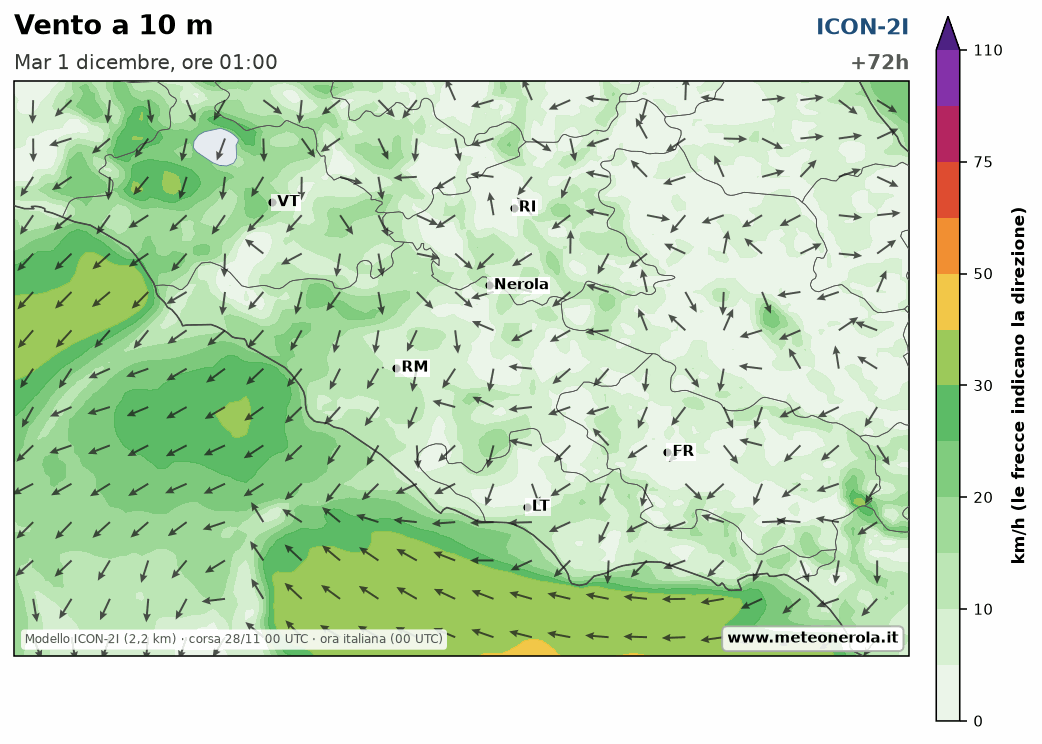 Vento a 10 m
ICON-2I
Mar 1 dicembre, ore 01:00
+72h
110
75
50
30
20
10
0
km/h (le frecce indicano la direzione)
VT
RI
Nerola
RM
FR
LT
Modello ICON-2I (2,2 km) · corsa 28/11 00 UTC · ora italiana (00 UTC)
www.meteonerola.it